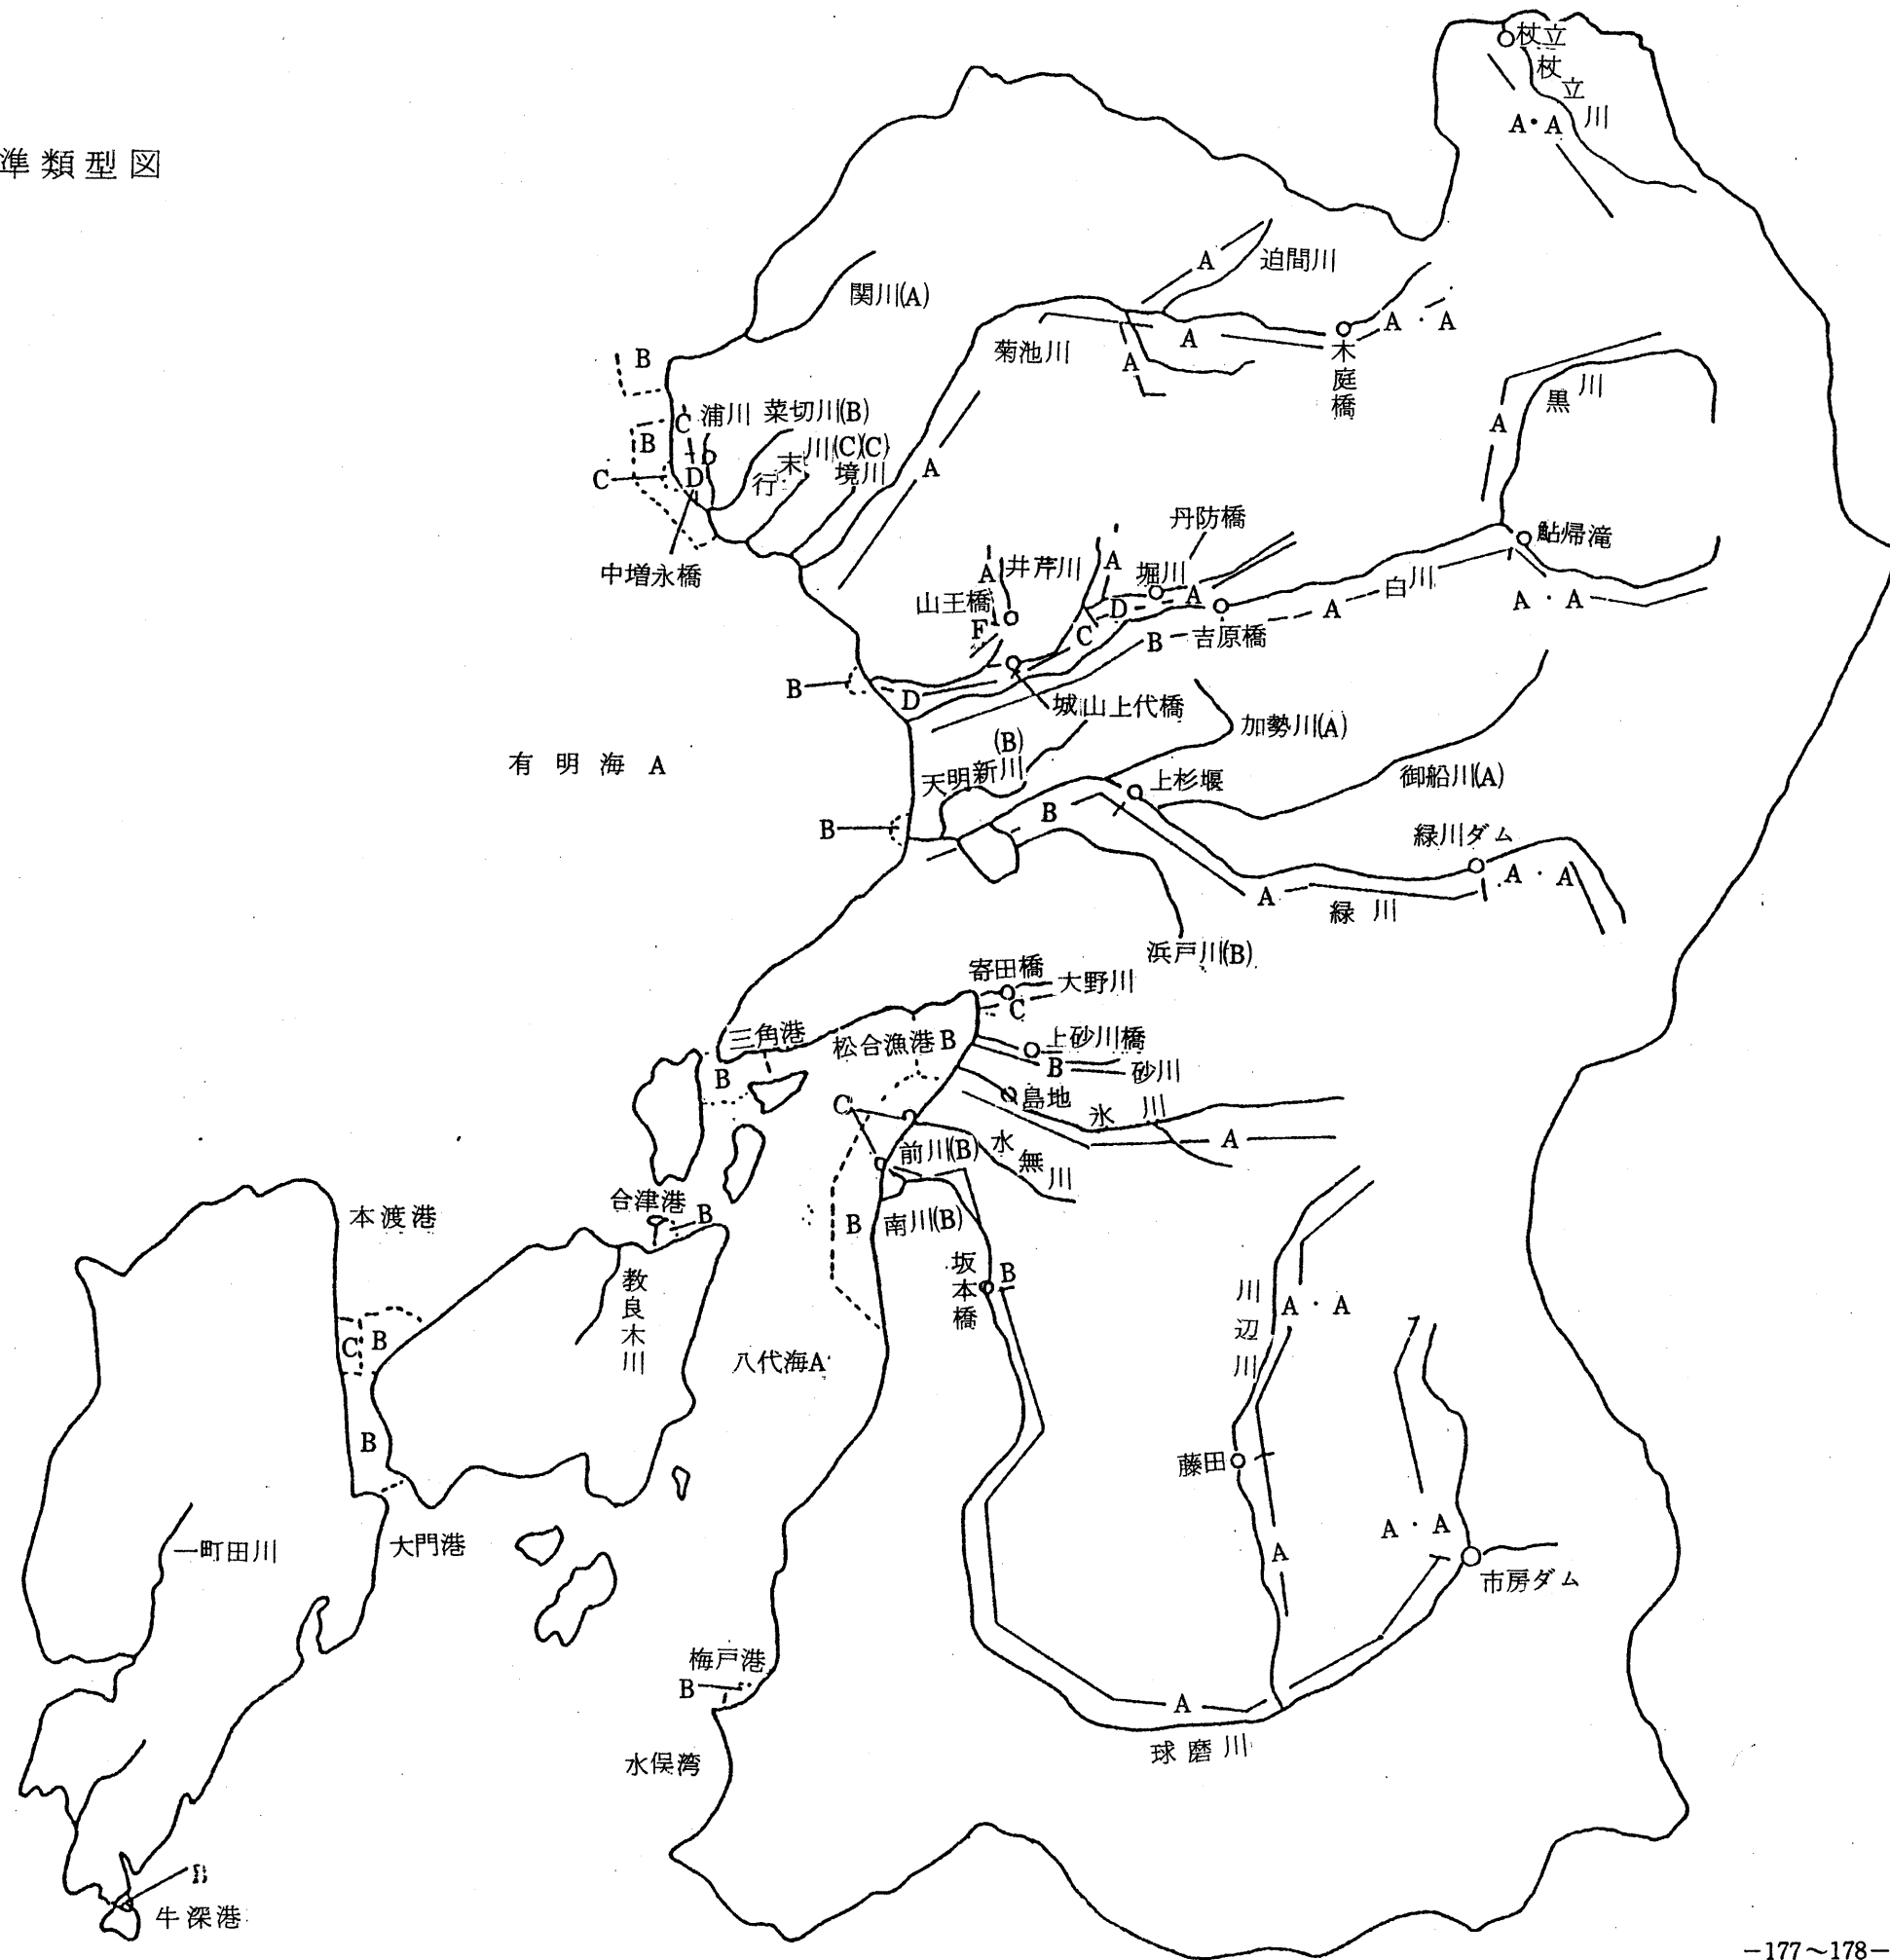 準類型図
杖立
杖立川
A・A
迫間川
A
関川(A)
菊池川
A
A
A・A
木庭橋
黒川
A
B
C
浦川
菜切川(B)
B
行末川(C)(C)
境川
A
C
D
中増永橋
丹防橋
鮎帰滝
A
井芹川
A
堀川
山王橋
F
D
A
白川
A
A・A
C
B
吉原橋
B
D
城山上代橋
有明海A
(B)
天明新川
加勢川(A)
上杉堰
御船川(A)
B
B
緑川ダム
A・A
A
緑川
浜戸川(B)
寄田橋
大野川
C
三角港
松合漁港
B
上砂川橋
B
B
砂川
島地
氷川
C
A
前川(B)
水無川
合津港
B
本渡港
B
南川(B)
坂本橋
B
教良木川
川辺川
A・A
C
B
八代海A
B
藤田
A・A
一町田川
大門港
A
市房ダム
梅戸港
B
A
球磨川
水俣湾
B
牛深港
-177~178-